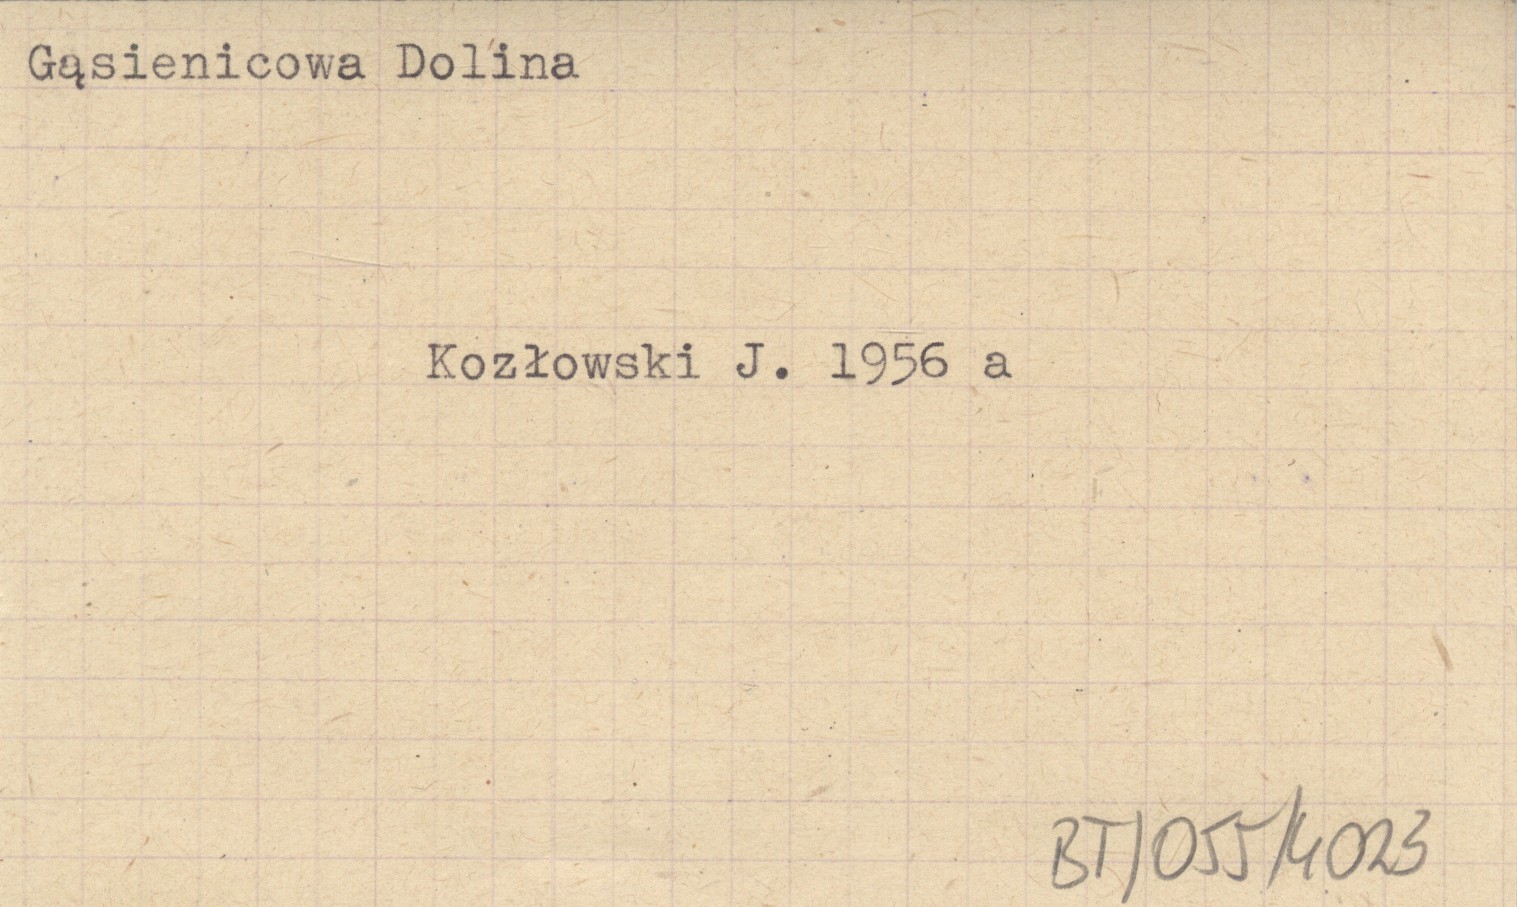 Gąsienicowa Dolina
Kozłowski J. 1956 a
BT/055/4023